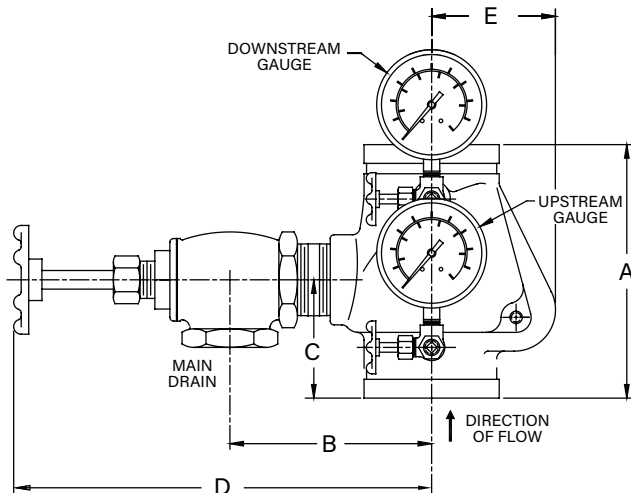 E
DOWNSTREAM
GAUGE
UPSTREAM
GAUGE
A
C
MAIN
DRAIN
B
DIRECTION
OF FLOW
D